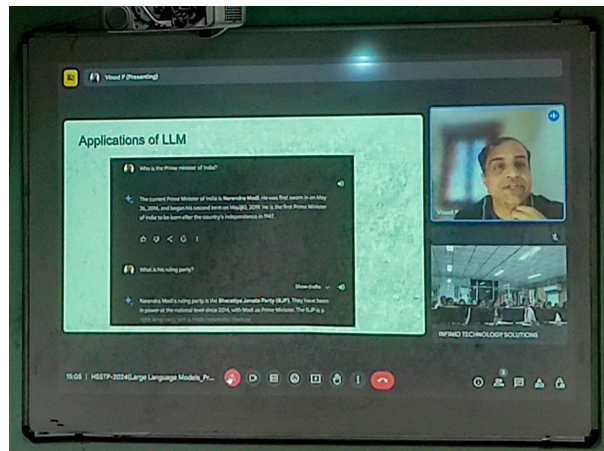 Vinod P (Presenting)
Applications of LLM
Who is the Prime minister of India?
The current Prime Minister of India is Narendra Modi. He was first sworn in on May
26, 2014, and began his second term on May 30, 2019. He is the first Prime Minister
of India to be born after the country's independence in 1947.
What is his ruling party?
Show drafts
Narendra Modi's ruling party is the Bharatiya Janata Party (BJP). They have been
in power at the national level since 2014, with Modi as Prime Minister. The BJP is a
Vinod P
INFINIO TECHNOLOGY SOLUTIONS
15:05 | HSSTP-2024(Large Language Models_Pr...
3